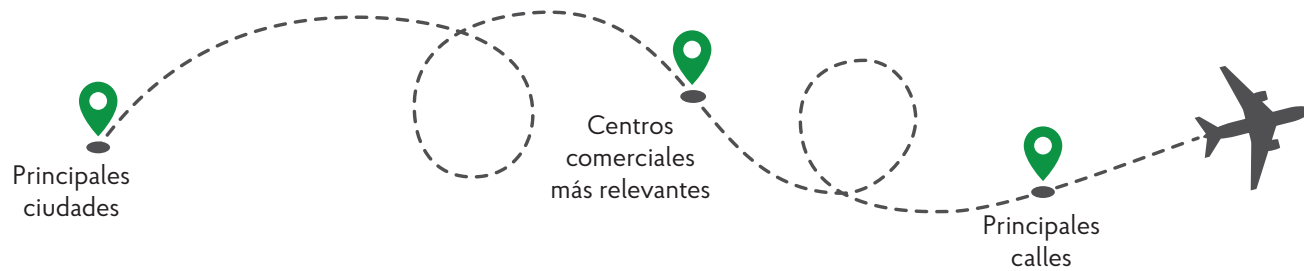 Principales
ciudades
Centros
comerciales
más relevantes
Principales
calles